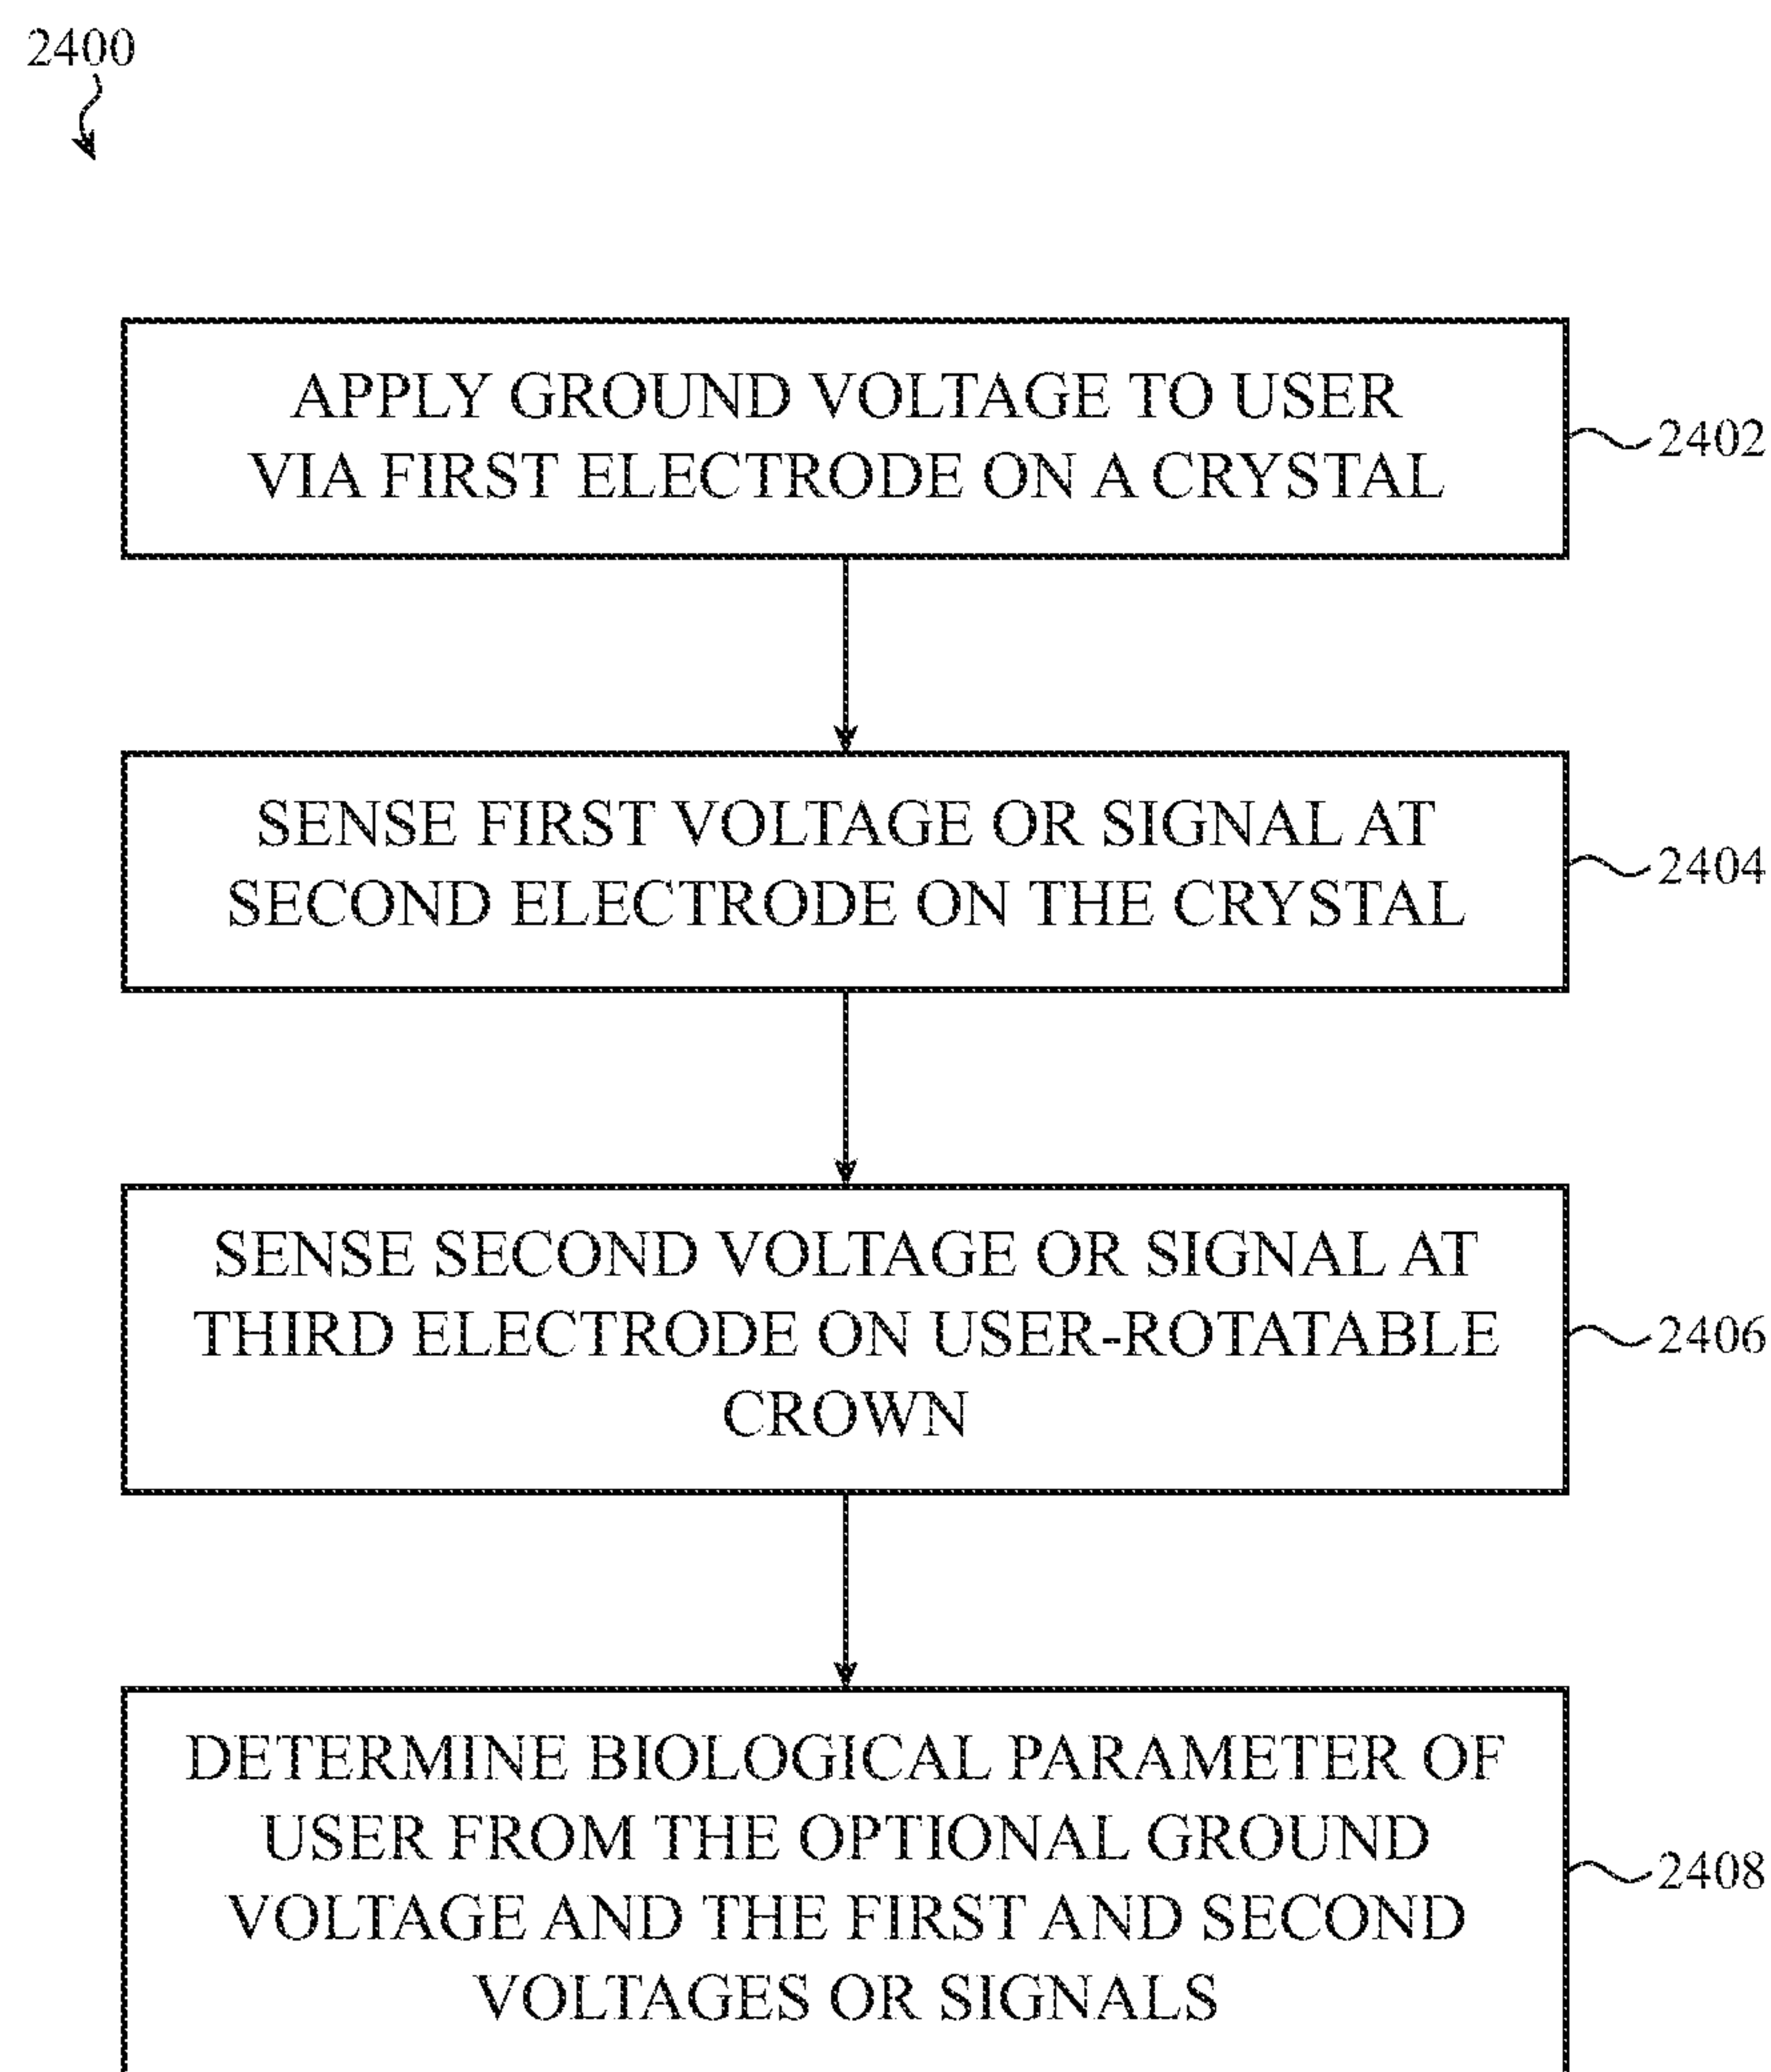 2400
APPLY GROUND VOLTAGE TO USER
VIA FIRST ELECTRODE ON A CRYSTAL
2402
SENSE FIRST VOLTAGE OR SIGNAL AT
SECOND ELECTRODE ON THE CRYSTAL
2404
SENSE SECOND VOLTAGE OR SIGNAL AT
THIRD ELECTRODE ON USER-ROTATABLE
CROWN
2406
DETERMINE BIOLOGICAL PARAMETER OF
USER FROM THE OPTIONAL GROUND
VOLTAGE AND THE FIRST AND SECOND
VOLTAGES OR SIGNALS
2408